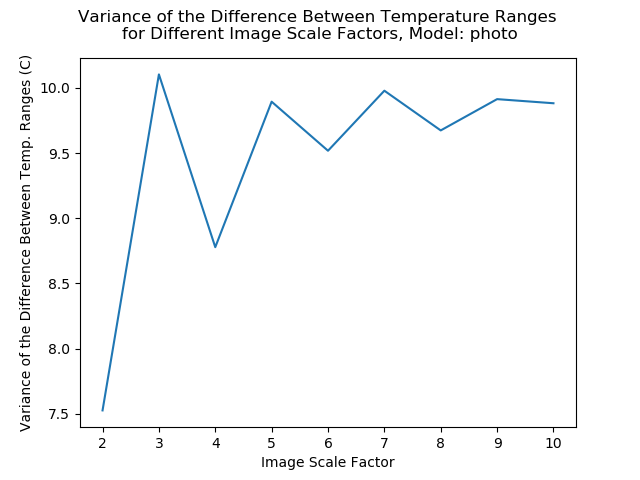 Variance of the Difference Between Temperature Ranges
for Different Image Scale Factors, Model: photo
Variance of the Difference Between Temp. Ranges (C)
10.0
9.5
9.0
8.5
8.0
7.5
2 3 4 5 6 7 8 9 10
Image Scale Factor